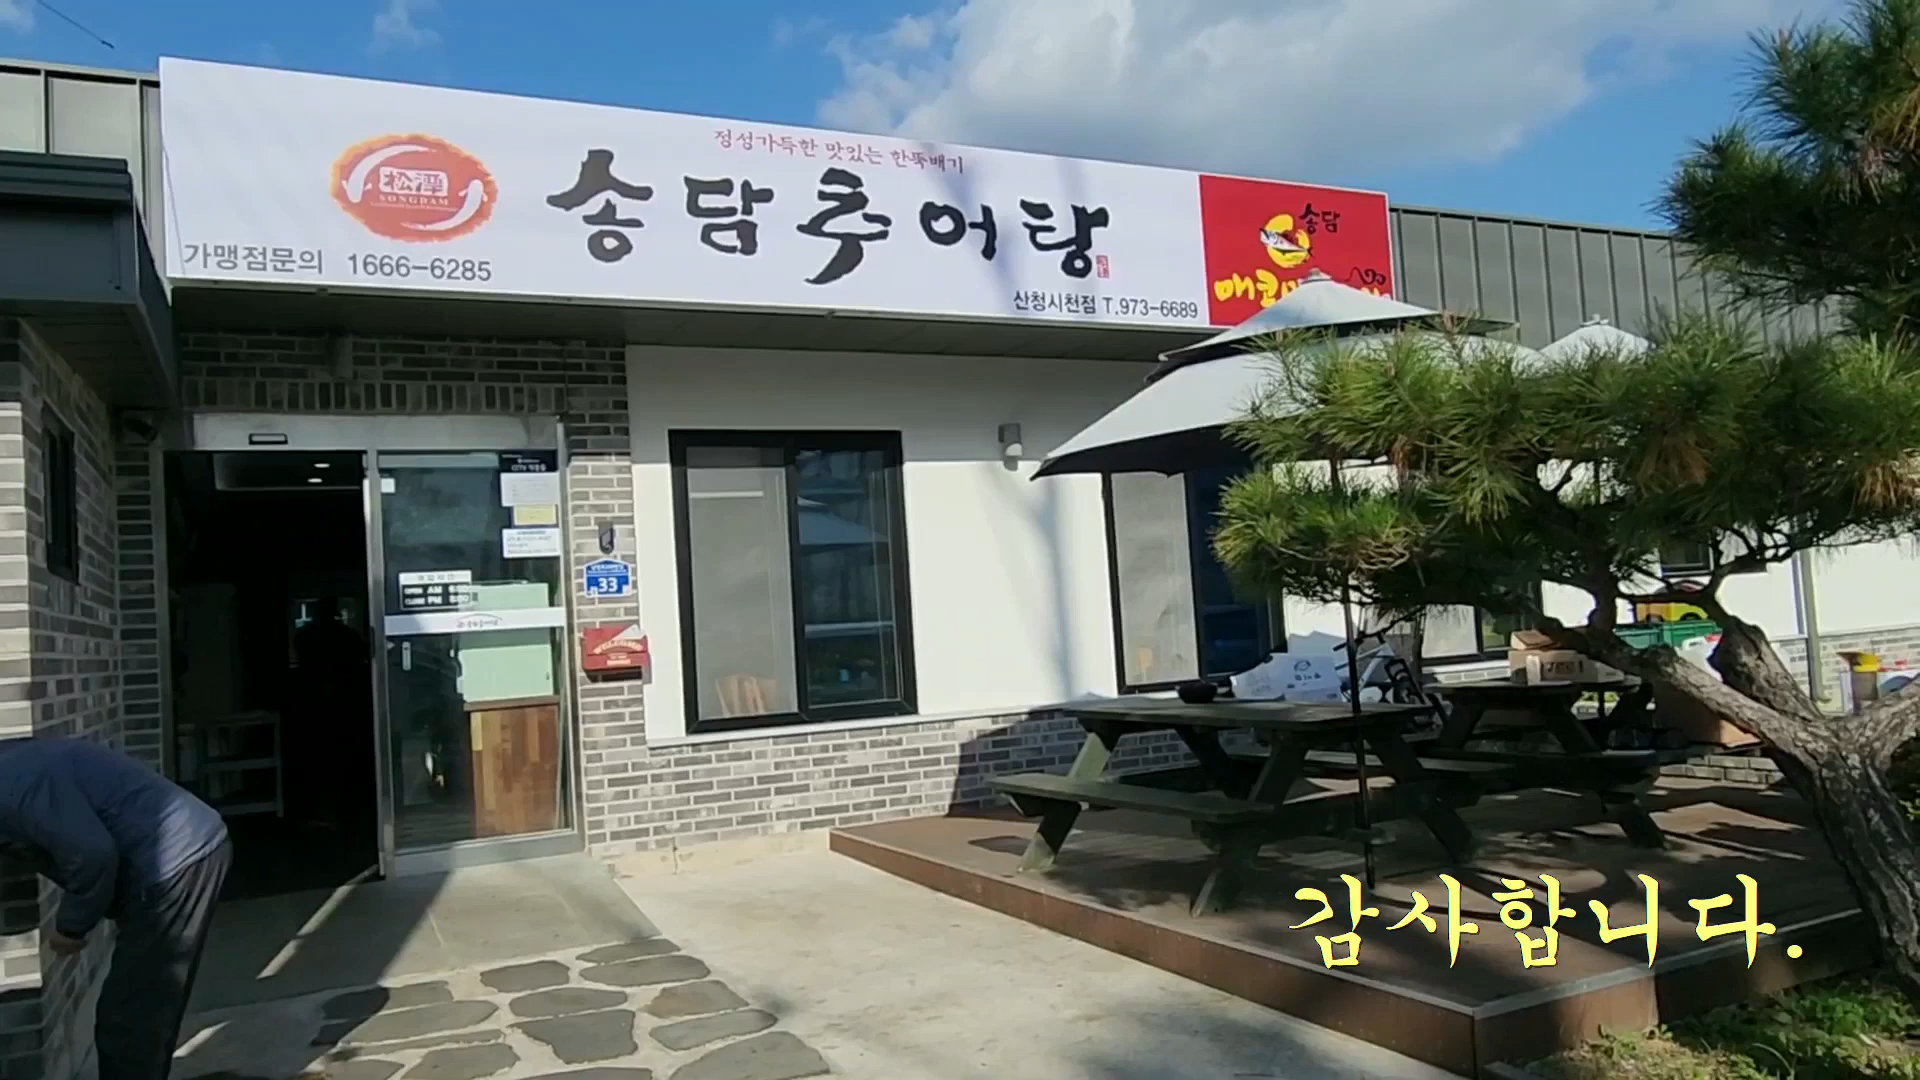 정성가득한 맛있는 한뚝배기
松潭
SONGDAM
송담추어탕
송담
가맹점문의 1666-6285
산청시천점 T.973-6689
33
WELCOME
감사합니다.